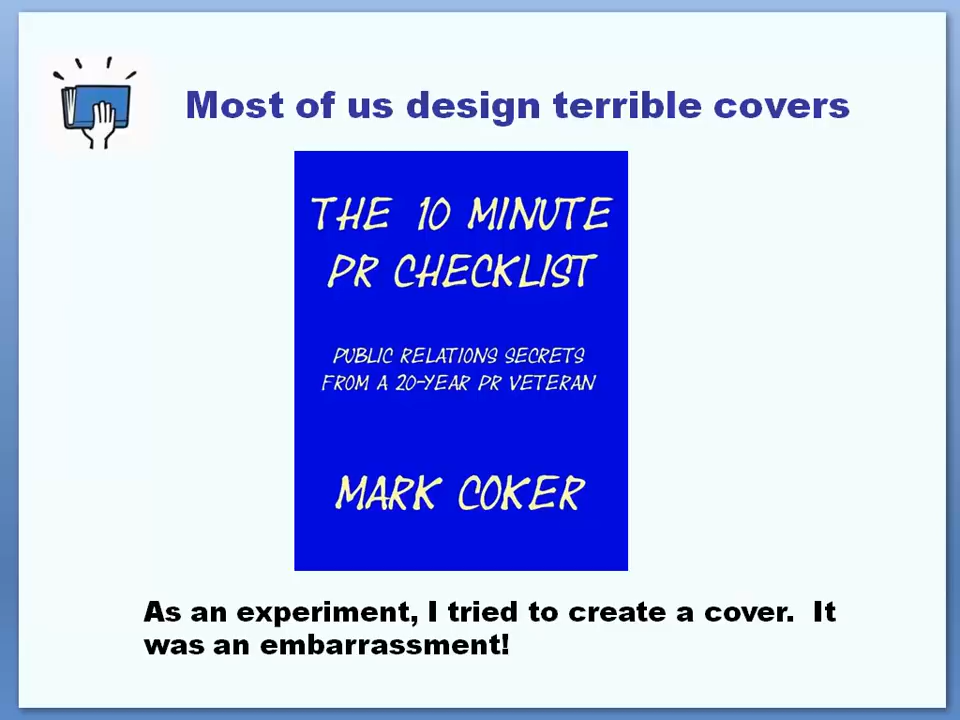 Most of us design terrible covers
THE 10 MINUTE
PR CHECKLIST
PUBLIC RELATIONS SECRETS
FROM A 20-YEAR PR VETERAN
MARK COKER
As an experiment, I tried to create a cover. It
was an embarrassment!